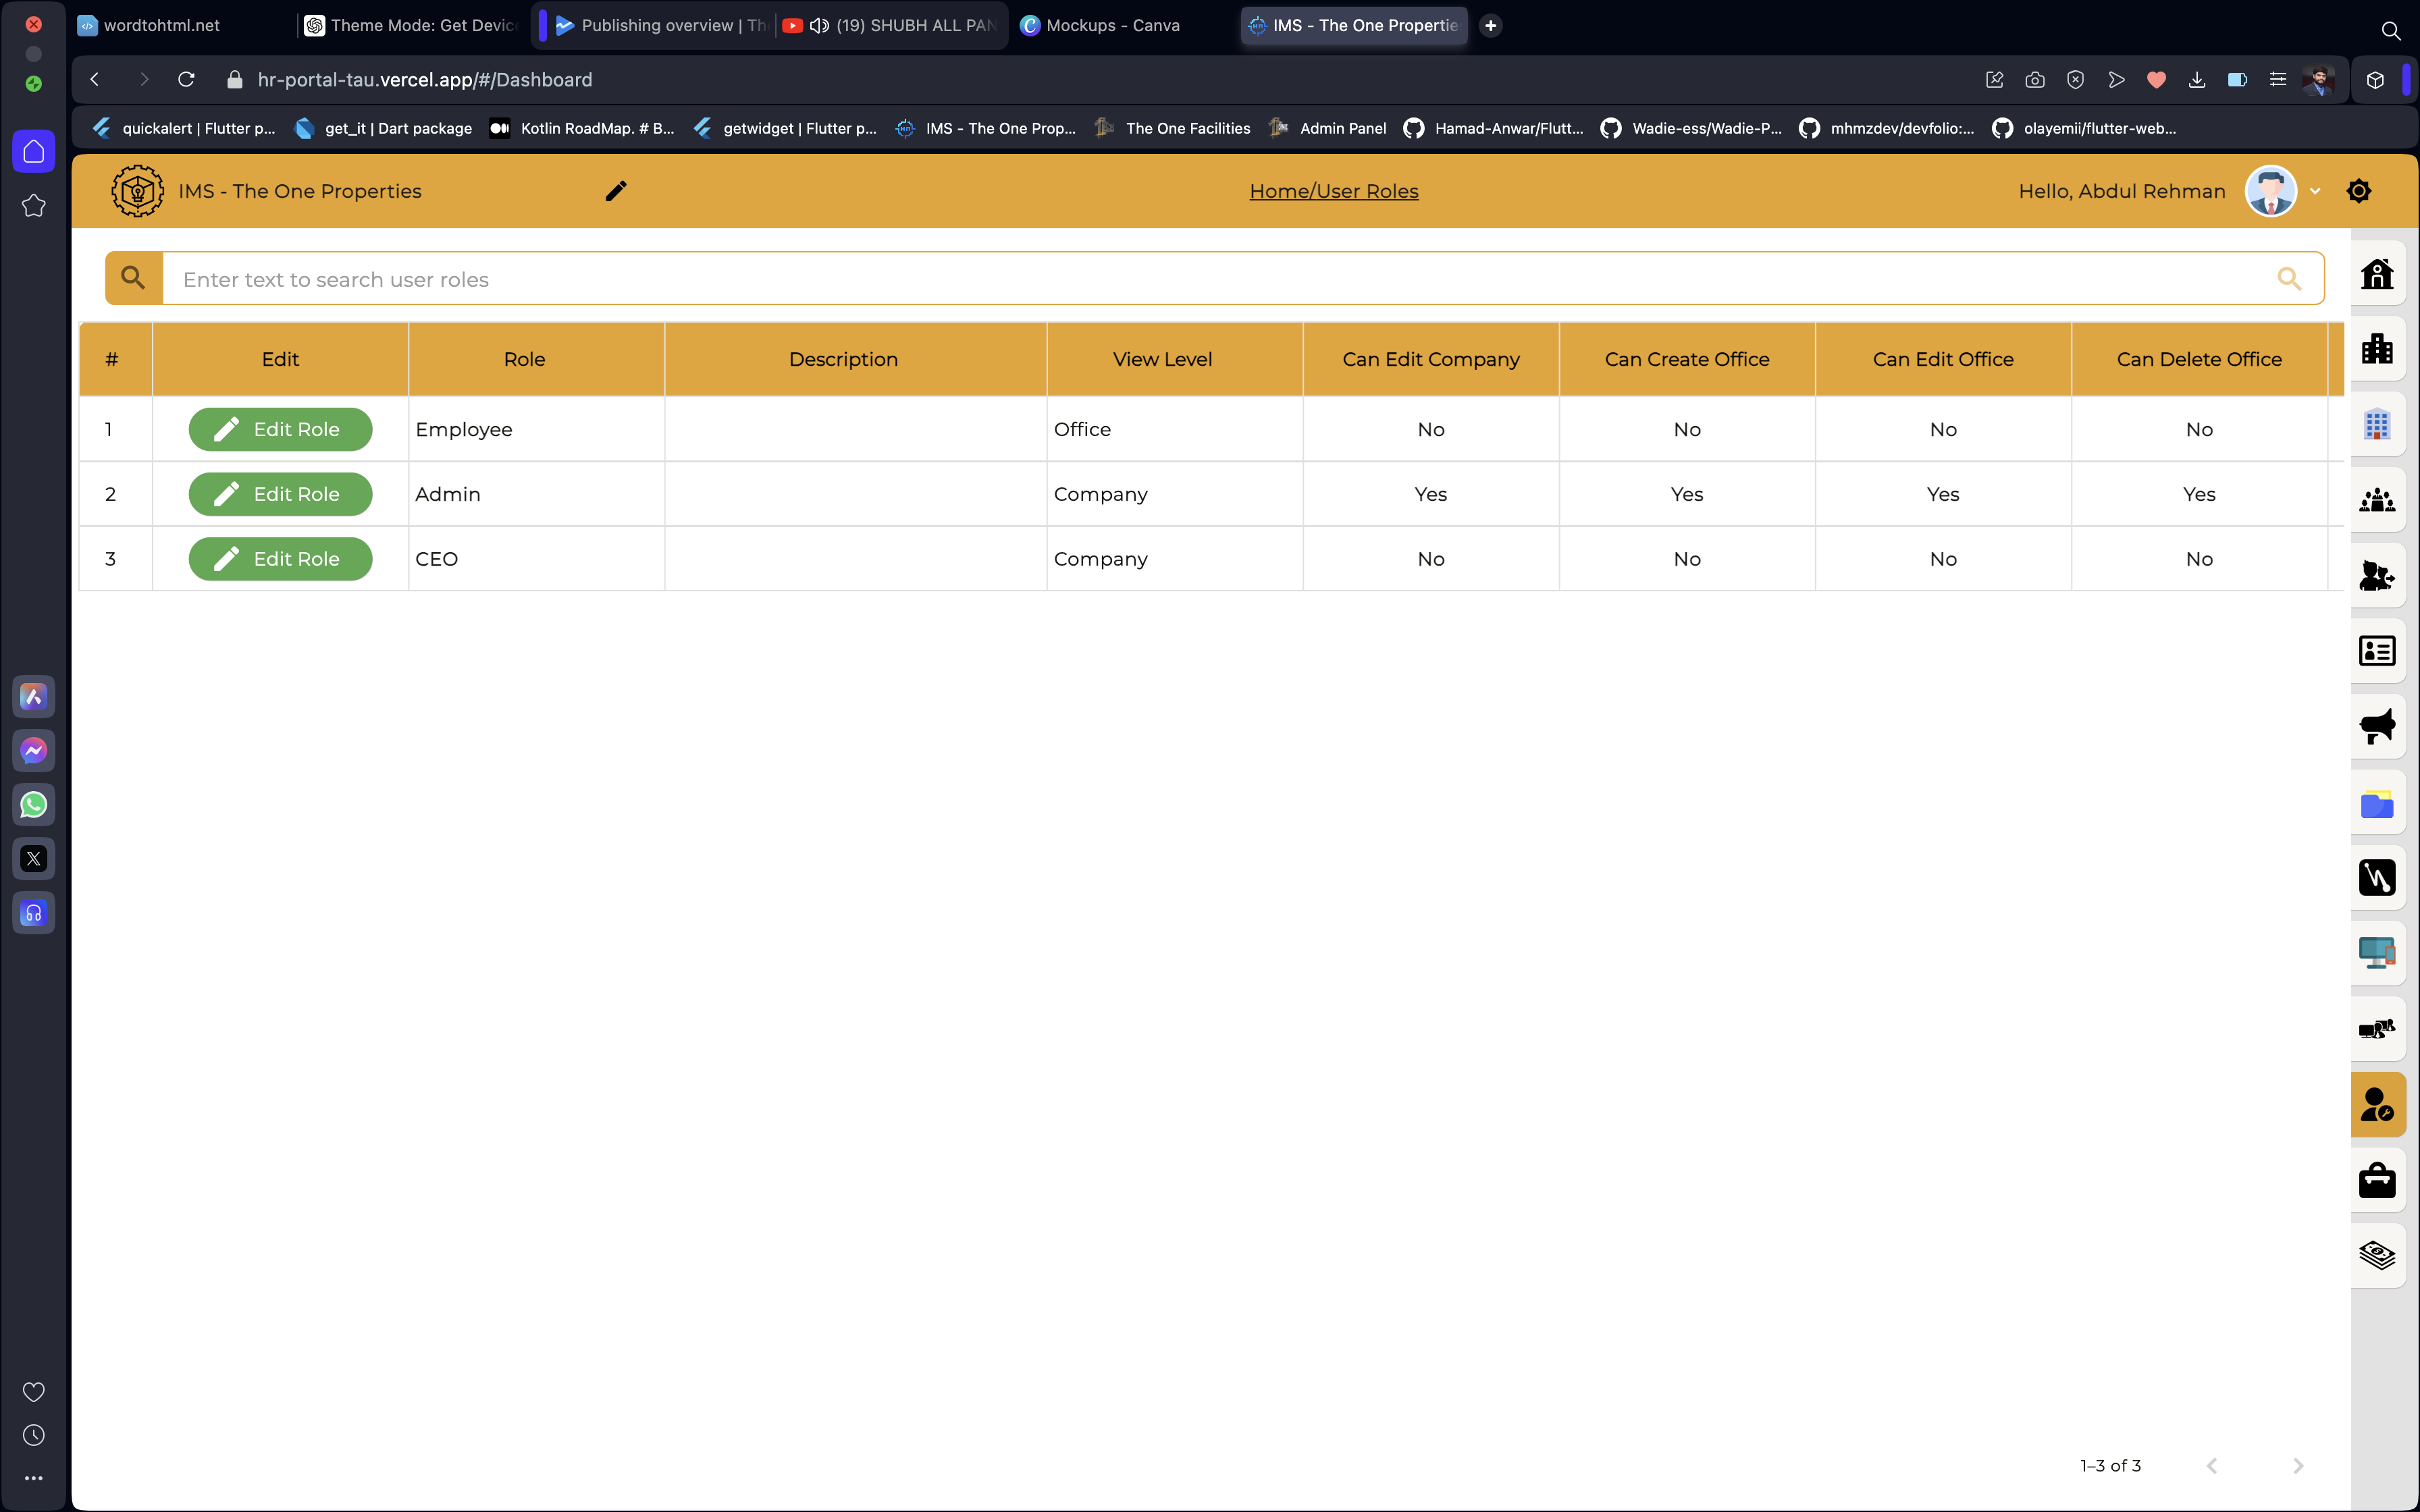 wordtohtml.net
Theme Mode: Get Device
Publishing overview | Th
(19) SHUBH ALL PAN
Mockups - Canva
IMS - The One Propertie
hr-portal-tau.vercel.app/#/Dashboard
quickalert | Flutter p...
get_it | Dart package
Kotlin RoadMap. # B...
getwidget | Flutter p...
IMS - The One Prop...
The One Facilities
Admin Panel
Hamad-Anwar/Flutt...
Wadie-ess/Wadie-P...
mhmzdev/devfolio:...
olayemii/flutter-web...
IMS - The One Properties
Home/User Roles
Hello, Abdul Rehman
Enter text to search user roles
# Edit Role Description View Level Can Edit Company Can Create Office Can Edit Office Can Delete Office
1 Edit Role Employee Office No No No No
2 Edit Role Admin Company Yes Yes Yes Yes
3 Edit Role CEO Company No No No No
1–3 of 3